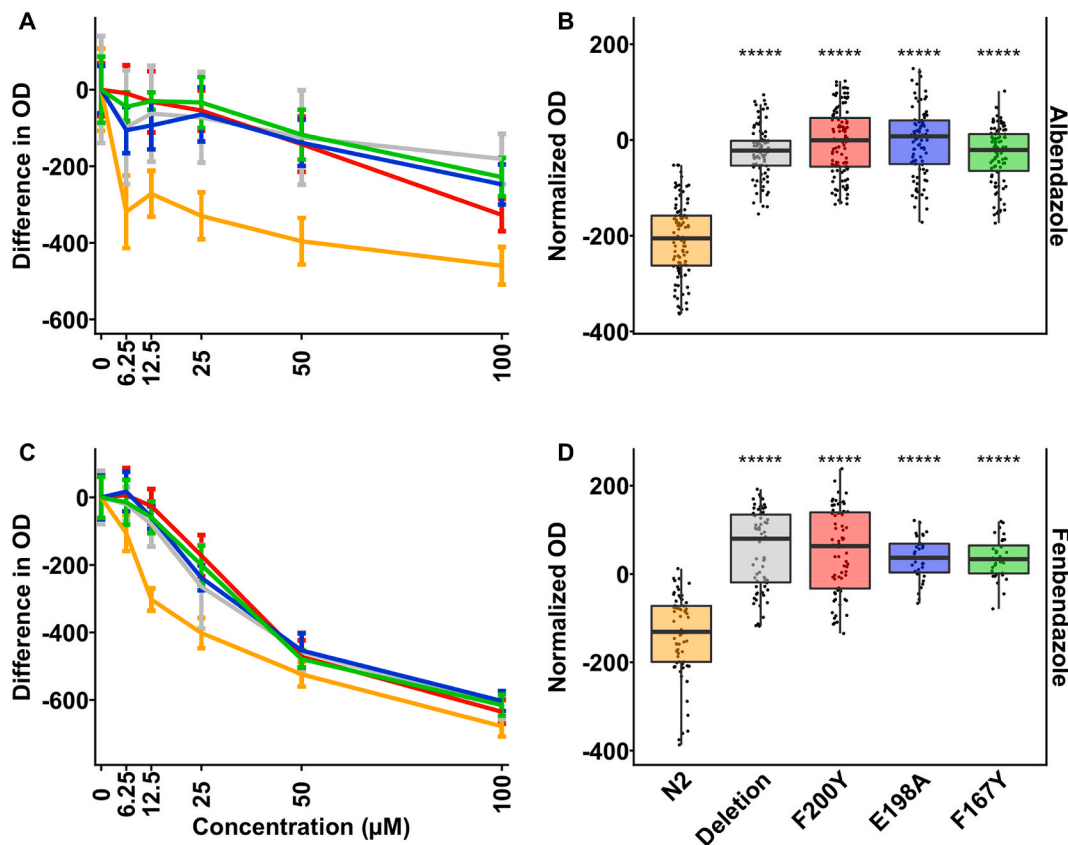 A
Difference in OD
0
-200
-400
-600
0
6.25
12.5
25
50
100
B
Normalized OD
200
0
-200
-400
*****
*****
*****
*****
Albendazole
C
Difference in OD
0
-200
-400
-600
0
6.25
12.5
25
50
100
Concentration (µM)
D
Normalized OD
200
0
-200
-400
*****
*****
*****
*****
Fenbendazole
N2
Deletion
F200Y
E198A
F167Y